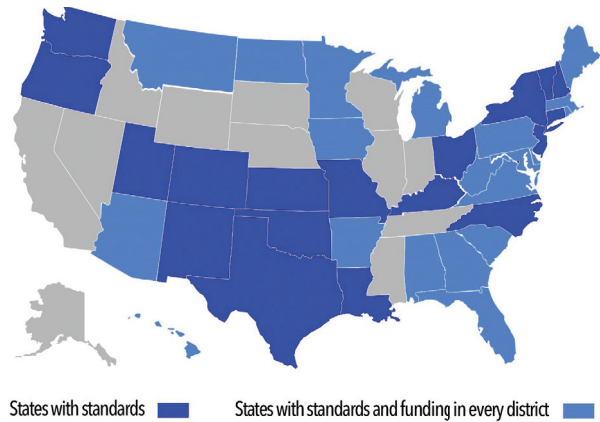 States with standards
States with standards and funding in every district